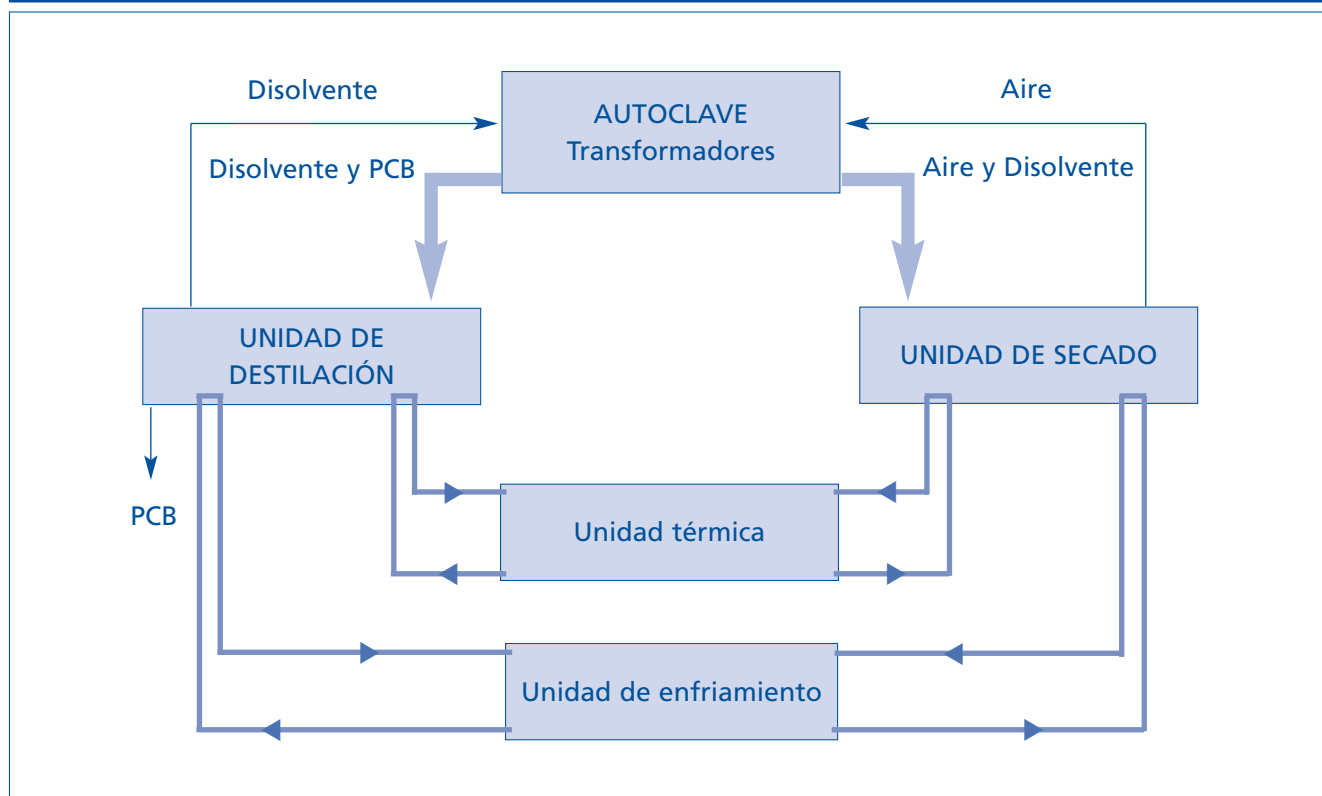 Disolvente
AUTOCLAVE
Transformadores
Aire
Disolvente y PCB
Aire y Disolvente
UNIDAD DE
DESTILACIÓN
UNIDAD DE SECADO
PCB
Unidad térmica
Unidad de enfriamiento